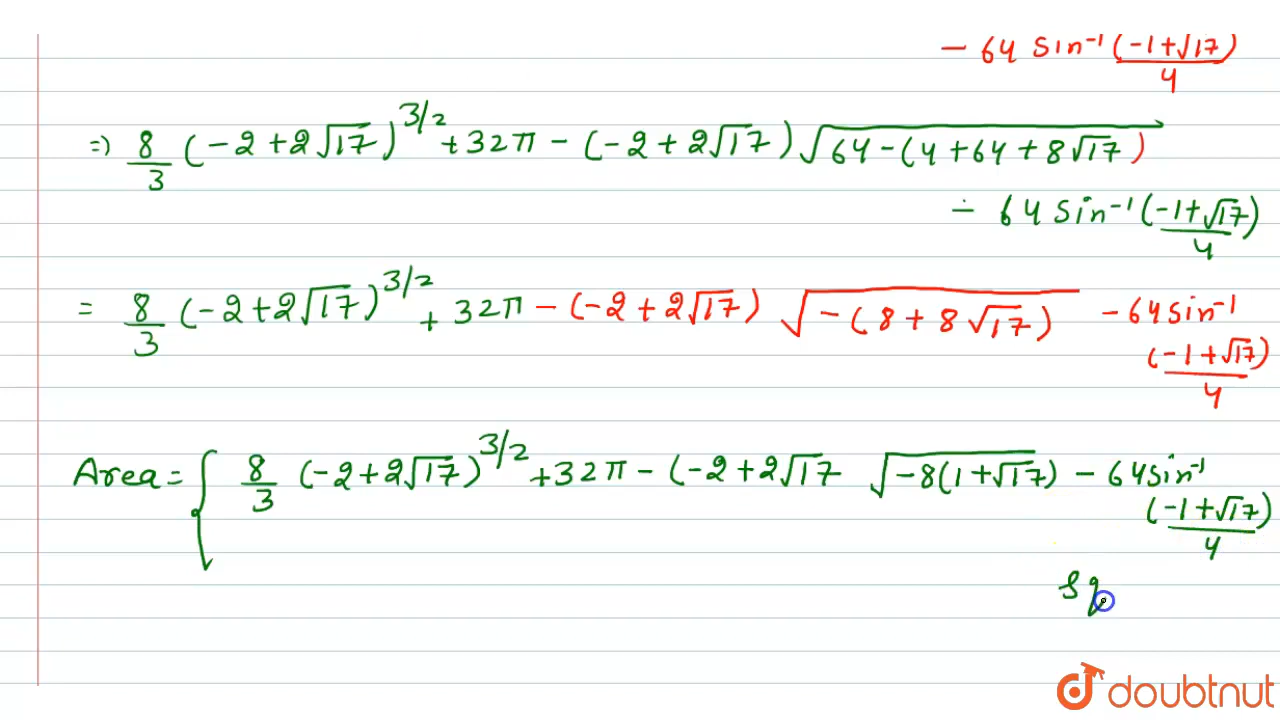 − 64 Sin⁻¹ (−1+√17)/4
⇒) 8/3 (−2+2√17)^3/2 + 32π − (−2+2√17) √64−(4+64+8√17)
− 64 Sin⁻¹ (−1+√17)/4
= 8/3 (−2+2√17)^3/2 + 32π − (−2+2√17) √−(8+8√17) − 64 sin⁻¹
(−1+√17)/4
Area = { 8/3 (−2+2√17)^3/2 + 32π − (−2+2√17 √−8(1+√17) − 64 sin⁻¹
(−1+√17)/4
sq
doubtnut